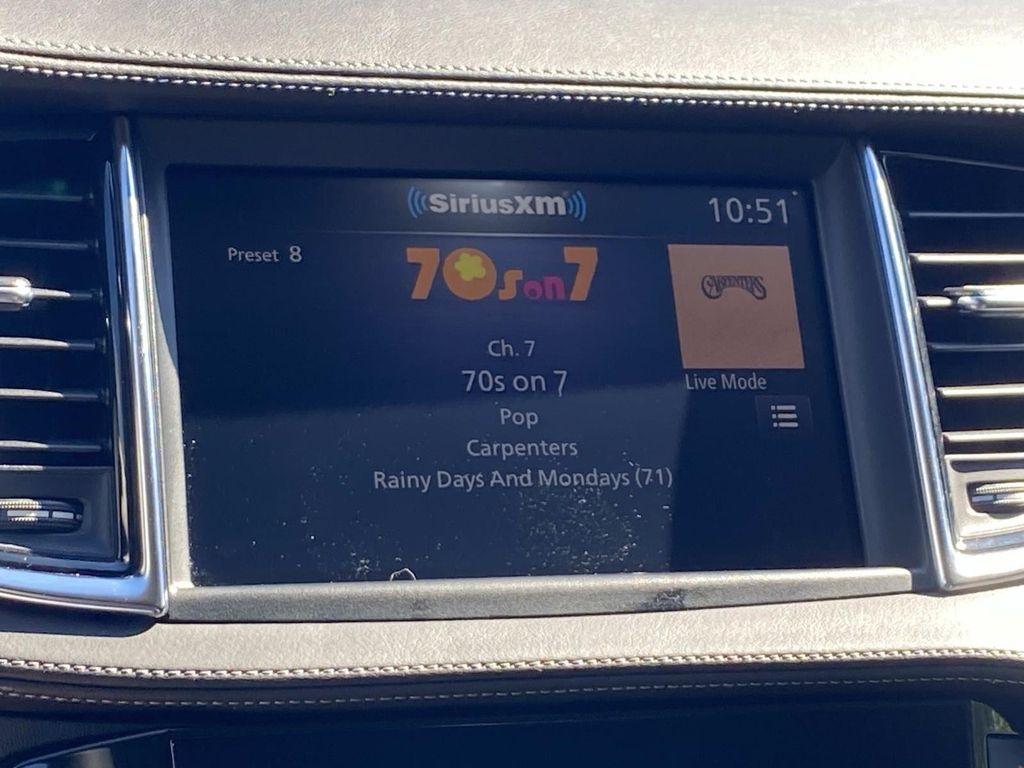 SiriusXM
10:51
Preset 8
70s on 7
CARPENTERS
Ch. 7
70s on 7
Live Mode
Pop
Carpenters
Rainy Days And Mondays (71)